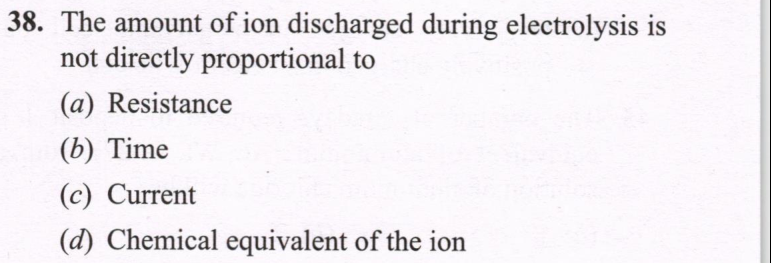 38. The amount of ion discharged during electrolysis is
not directly proportional to
(a) Resistance
(b) Time
(c) Current
(d) Chemical equivalent of the ion